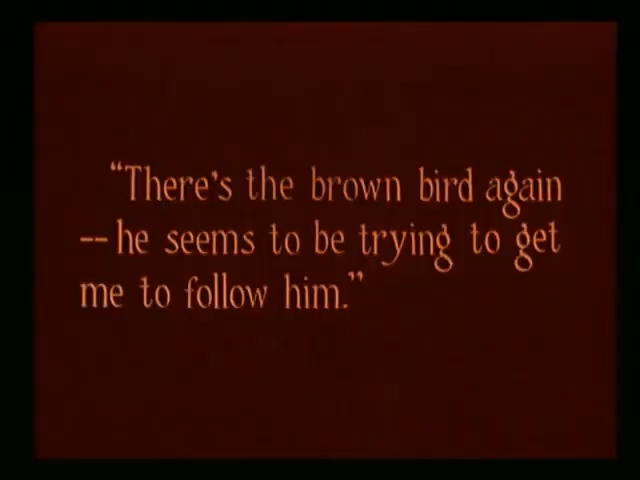 “There's the brown bird again
--he seems to be trying to get
me to follow him.”